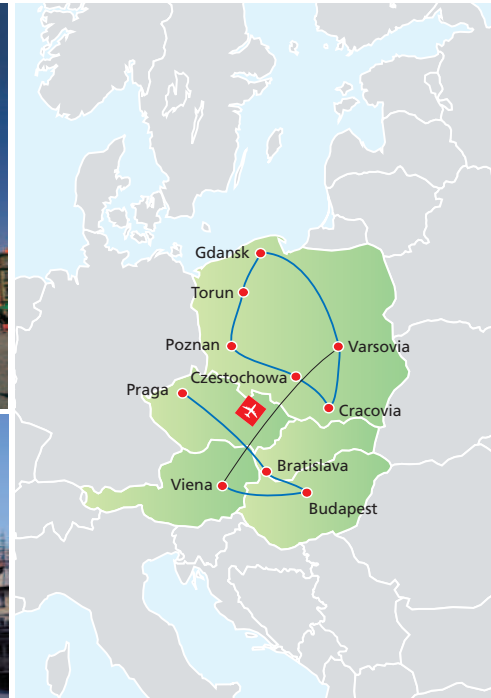 Gdansk
Torun
Poznan
Varsovia
Czestochowa
Praga
Cracovia
Bratislava
Viena
Budapest